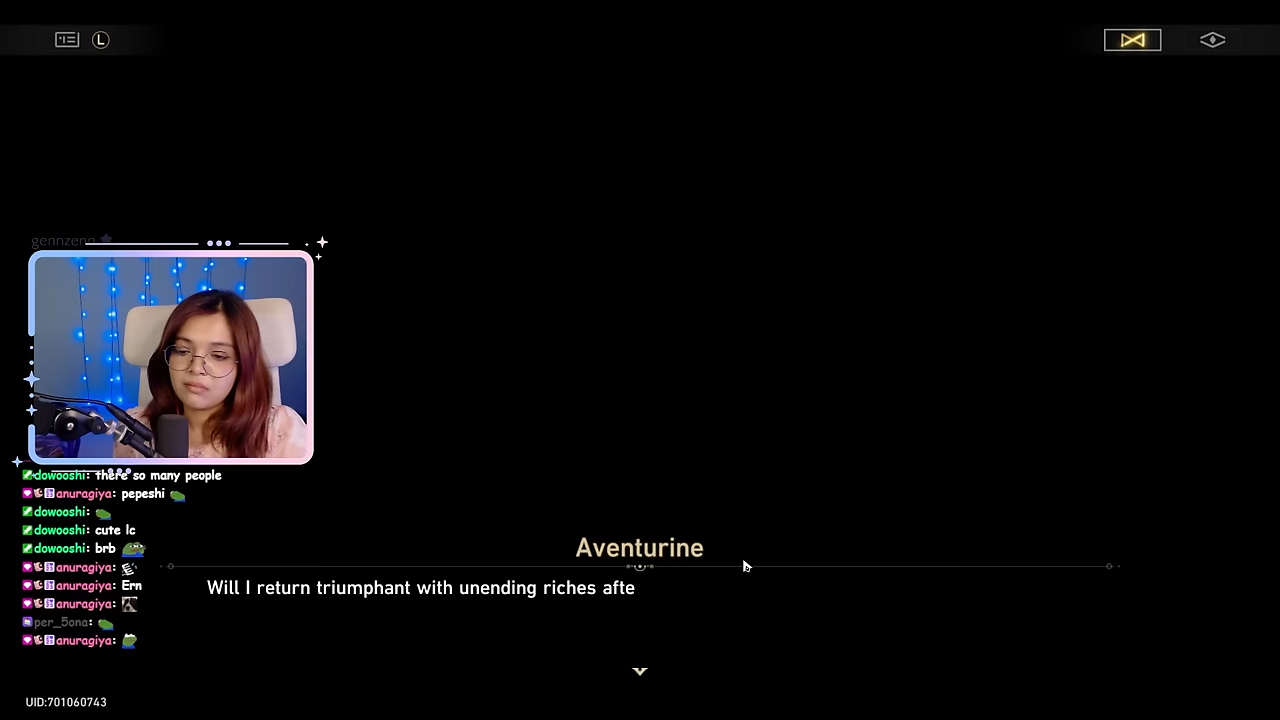 L
gennzenn
dowooshi: there so many people
anuragiya: pepeshi
dowooshi:
dowooshi: cute lc
dowooshi: brb
anuragiya:
anuragiya: Ern
anuragiya:
per_5ona:
anuragiya:
Aventurine
Will I return triumphant with unending riches afte
UID:701060743